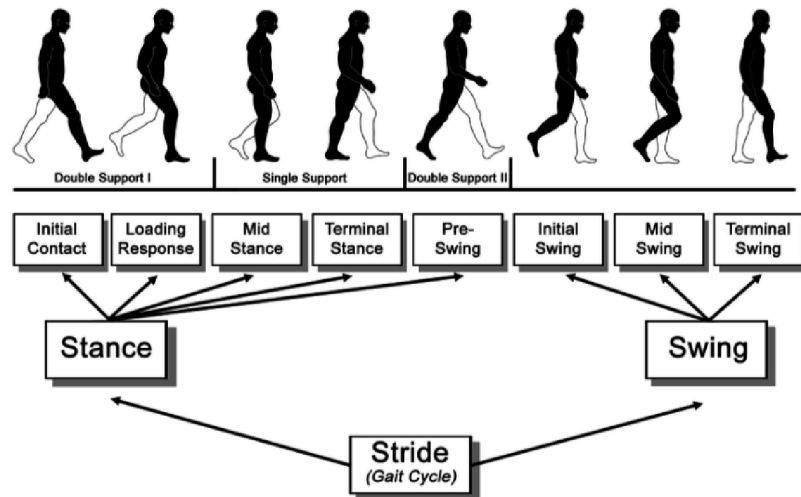 Double Support I
Single Support
Double Support II
Initial
Contact
Loading
Response
Mid
Stance
Terminal
Stance
Pre-
Swing
Initial
Swing
Mid
Swing
Terminal
Swing
Stance
Swing
Stride
(Gait Cycle)